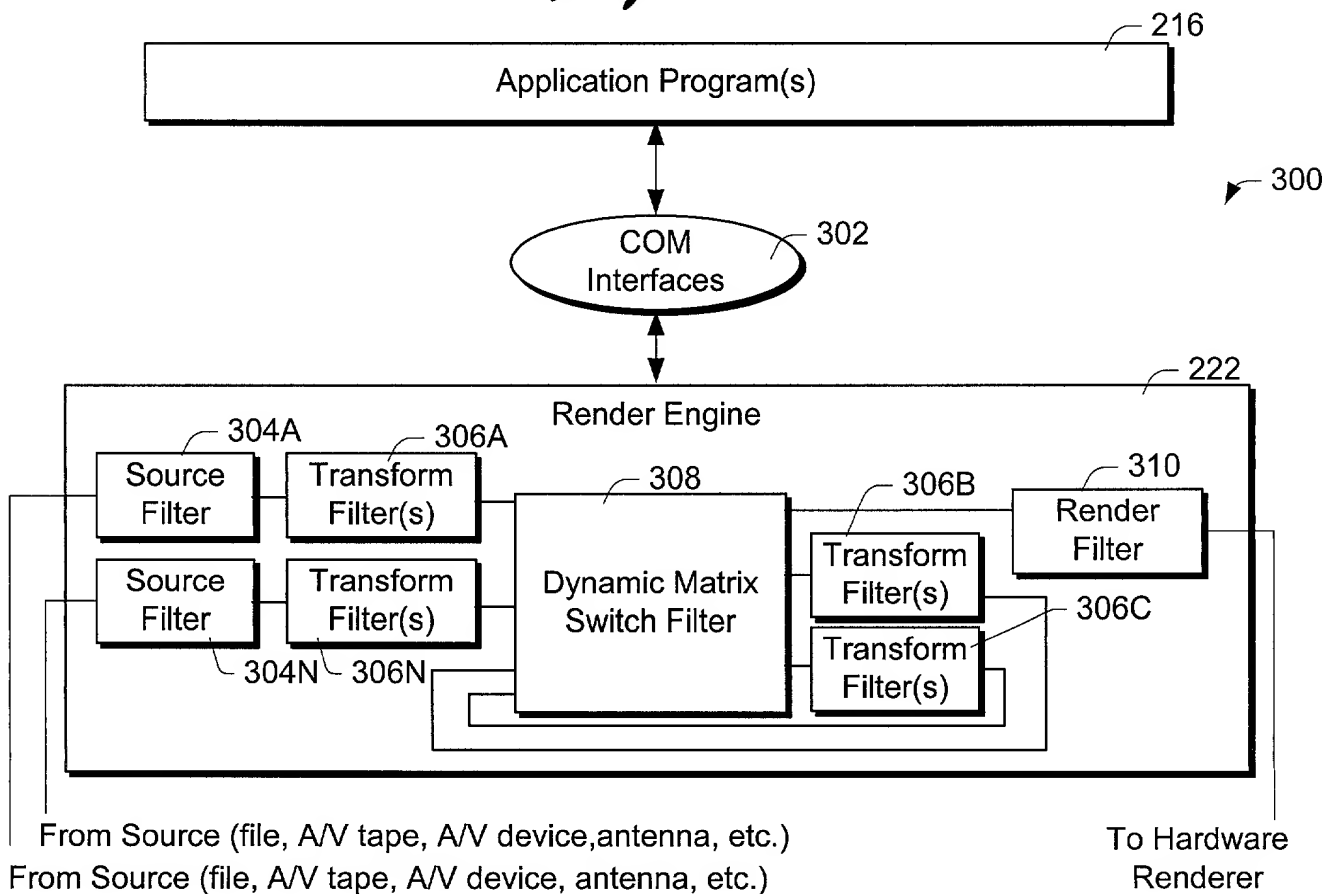 216
Application Program(s)
300
COM
Interfaces
302
222
Render Engine
304A
306A
Source
Filter
Transform
Filter(s)
308
306B
310
Render
Filter
Dynamic Matrix
Switch Filter
Transform
Filter(s)
Source
Filter
Transform
Filter(s)
306C
Transform
Filter(s)
304N
306N
From Source (file, A/V tape, A/V device,antenna, etc.)
From Source (file, A/V tape, A/V device, antenna, etc.)
To Hardware
Renderer